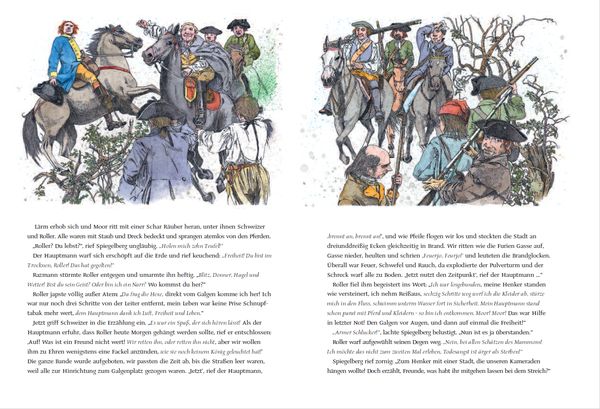 Lärm erhob sich und Moor ritt mit einer Schar Räuber heran, unter ihnen Schweizer
und Roller. Alle waren mit Staub und Dreck bedeckt und sprangen atemlos von den Pferden.
„Roller? Du lebst?“, rief Spiegelberg ungläubig. „Holen mich zehn Teufel!“
Der Hauptmann warf sich erschöpft auf die Erde und rief keuchend: „Freiheit! Du bist im
Trocknen, Roller! Das hat gegolten!“
Razmann stürmte Roller entgegen und umarmte ihn heftig. „Blitz, Donner, Hagel und
Wetter! Bist du sein Geist? Oder bin ich ein Narr? Wo kommst du her?“
Roller japste völlig außer Atem: „Da fing die Hexe, direkt vom Galgen komme ich her! Ich
war nur noch drei Schritte von der Leiter entfernt, mein Leben war keine Prise Schnupf-
tabak mehr wert, dem Hauptmann dank ich Luft, Freiheit und Leben.“
Jetzt griff Schweizer in die Erzählung ein. „Es war ein Spaß, der sich hören lässt! Als der
Hauptmann erfuhr, dass Roller heute Morgen gehängt werden sollte, rief er entschlossen:
‚Auf! Was ist ein Freund nicht wert! Wir retten ihn, oder retten ihn nicht, aber wir wollen
ihm zu Ehren wenigstens eine Fackel anzünden, wie sie noch keinem König geleuchtet hat!‘
Die ganze Bande wurde aufgeboten, wir passten die Zeit ab, bis die Straßen leer waren,
weil alle zur Hinrichtung zum Galgenplatz gezogen waren. ‚Jetzt‘, rief der Hauptmann,
‚brennt an, brennt an!‘, und wie Pfeile flogen wir los und steckten die Stadt an
dreiunddreißig Ecken gleichzeitig in Brand. Wir ritten wie die Furien Gasse auf,
Gasse nieder, heulten und schrien ‚Feuerjo, Feuerjo!‘ und leuteten die Brandglocken.
Überall war Feuer, Schwefel und Rauch, da explodierte der Pulverturm und der
Schreck warf alle zu Boden. ‚Jetzt nutzt den Zeitpunkt‘, rief der Hauptmann ...“
Roller fiel ihm begeistert ins Wort: „Ich war losgebunden, meine Henker standen
wie versteinert, ich nehm Reißaus, sechzig Schritte weg werf ich die Kleider ab, stürze
mich in den Fluss, schwimm unterm Wasser fort in Sicherheit. Mein Hauptmann stand
schon parat mit Pferd und Kleidern - so bin ich entkommen. Moor! Moor! Das war Hilfe
in letzter Not! Den Galgen vor Augen, und dann auf einmal die Freiheit!“
„Armer Schlucker!“, lachte Spiegelberg belustigt. „Nun ist es ja überstanden.“
Roller warf aufgewühlt seinen Degen weg. „Nein, bei allen Schätzen des Mammons!
Ich möchte das nicht zum zweiten Mal erleben, Todesangst ist ärger als Sterben!“
Spiegelberg rief zornig: „Zum Henker mit einer Stadt, die unseren Kameraden
hängen wollte! Doch erzählt, Freunde, was habt ihr mitgehen lassen bei dem Streich?“